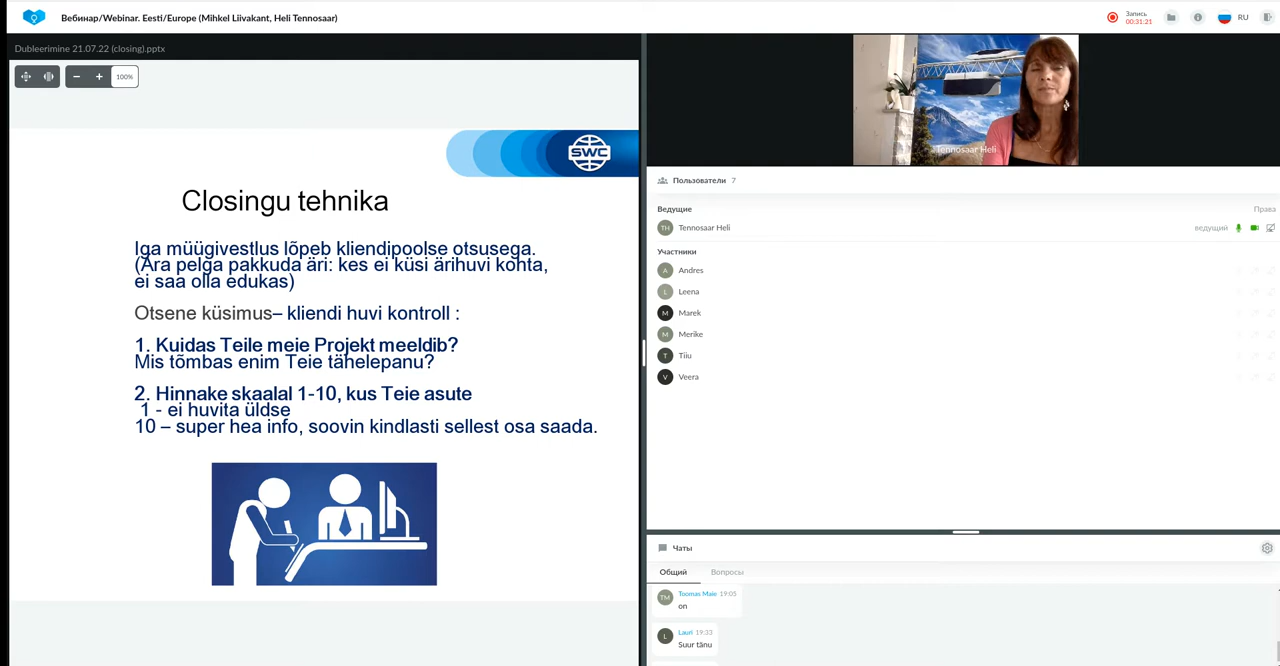 Вебинар/Webinar. Eesti/Europe (Mihkel Liivakant, Heli Tennosaar)
Запись
00:31:21
RU
Dubleerimine 21.07.22 (closing).pptx
100%
SWC
Closingu tehnika
Iga müügivestlus lõpeb kliendipoolse otsusega.
(Ära pelga pakkuda äri: kes ei küsi ärihuvi kohta,
ei saa olla edukas)
Otsene küsimus– kliendi huvi kontroll :
1. Kuidas Teile meie Projekt meeldib?
Mis tõmbas enim Teie tähelepanu?
2. Hinnake skaalal 1-10, kus Teie asute
1 - ei huvita üldse
10 – super hea info, soovin kindlasti sellest osa saada.
Tennosaar Heli
Пользователи 7
Ведущие
Права
TH Tennosaar Heli
ведущий
Участники
A Andres
L Leena
M Marek
M Merike
T Tiiu
V Veera
Чаты
Общий
Вопросы
TM Toomas Maie 19:05
on
L Lauri 19:33
Suur tänu